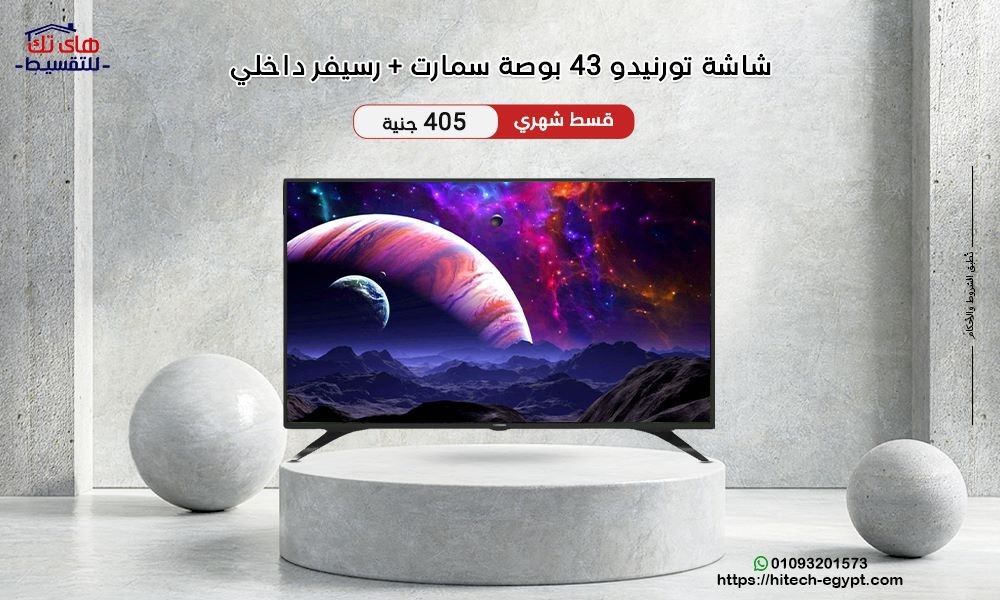 هاى تك
للتقسيط
شاشة تورنيدو 43 بوصة سمارت + رسيفر داخلي
قسط شهري 405 جنية
تُطبق الشروط والأحكام
01093201573
https://hitech-egypt.com